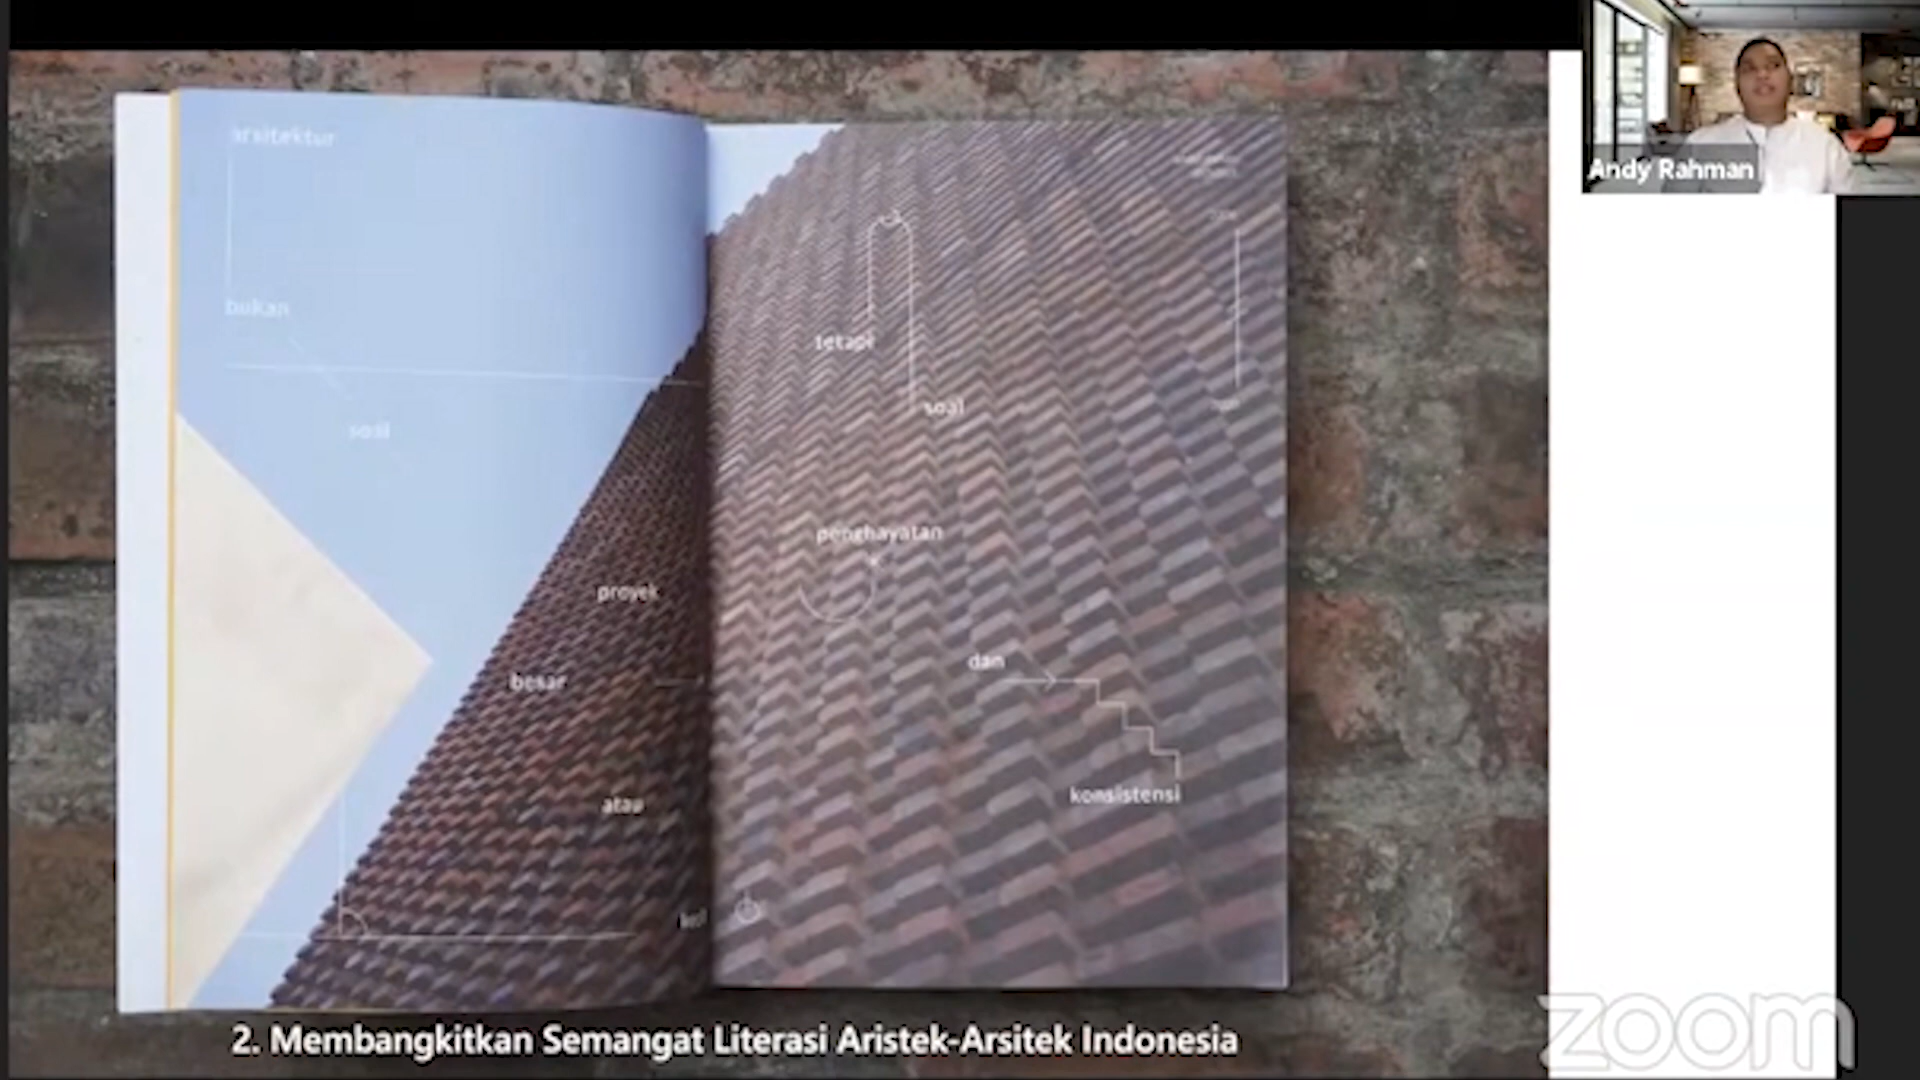 arsitektur
bukan
soal
proyek
besar
atau
tetapi
soal
penghayatan
dan
konsistensi
Andy Rahman
2. Membangkitkan Semangat Literasi Aristek-Arsitek Indonesia
zoom